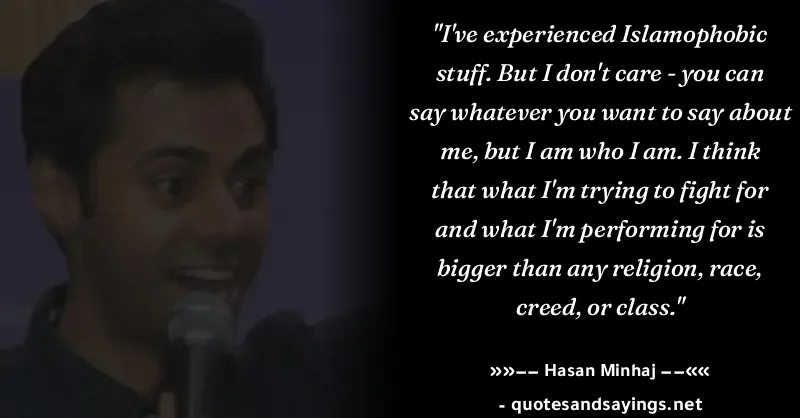 "I've experienced Islamophobic
stuff. But I don't care - you can
say whatever you want to say about
me, but I am who I am. I think
that what I'm trying to fight for
and what I'm performing for is
bigger than any religion, race,
creed, or class."
»»−− Hasan Minhaj −−««
- quotesandsayings.net